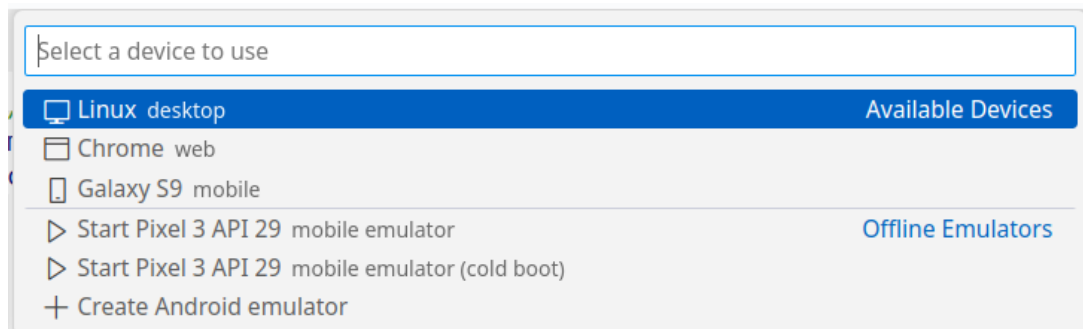 Select a device to use
Linux desktop Available Devices
Chrome web
Galaxy S9 mobile
Start Pixel 3 API 29 mobile emulator Offline Emulators
Start Pixel 3 API 29 mobile emulator (cold boot)
Create Android emulator